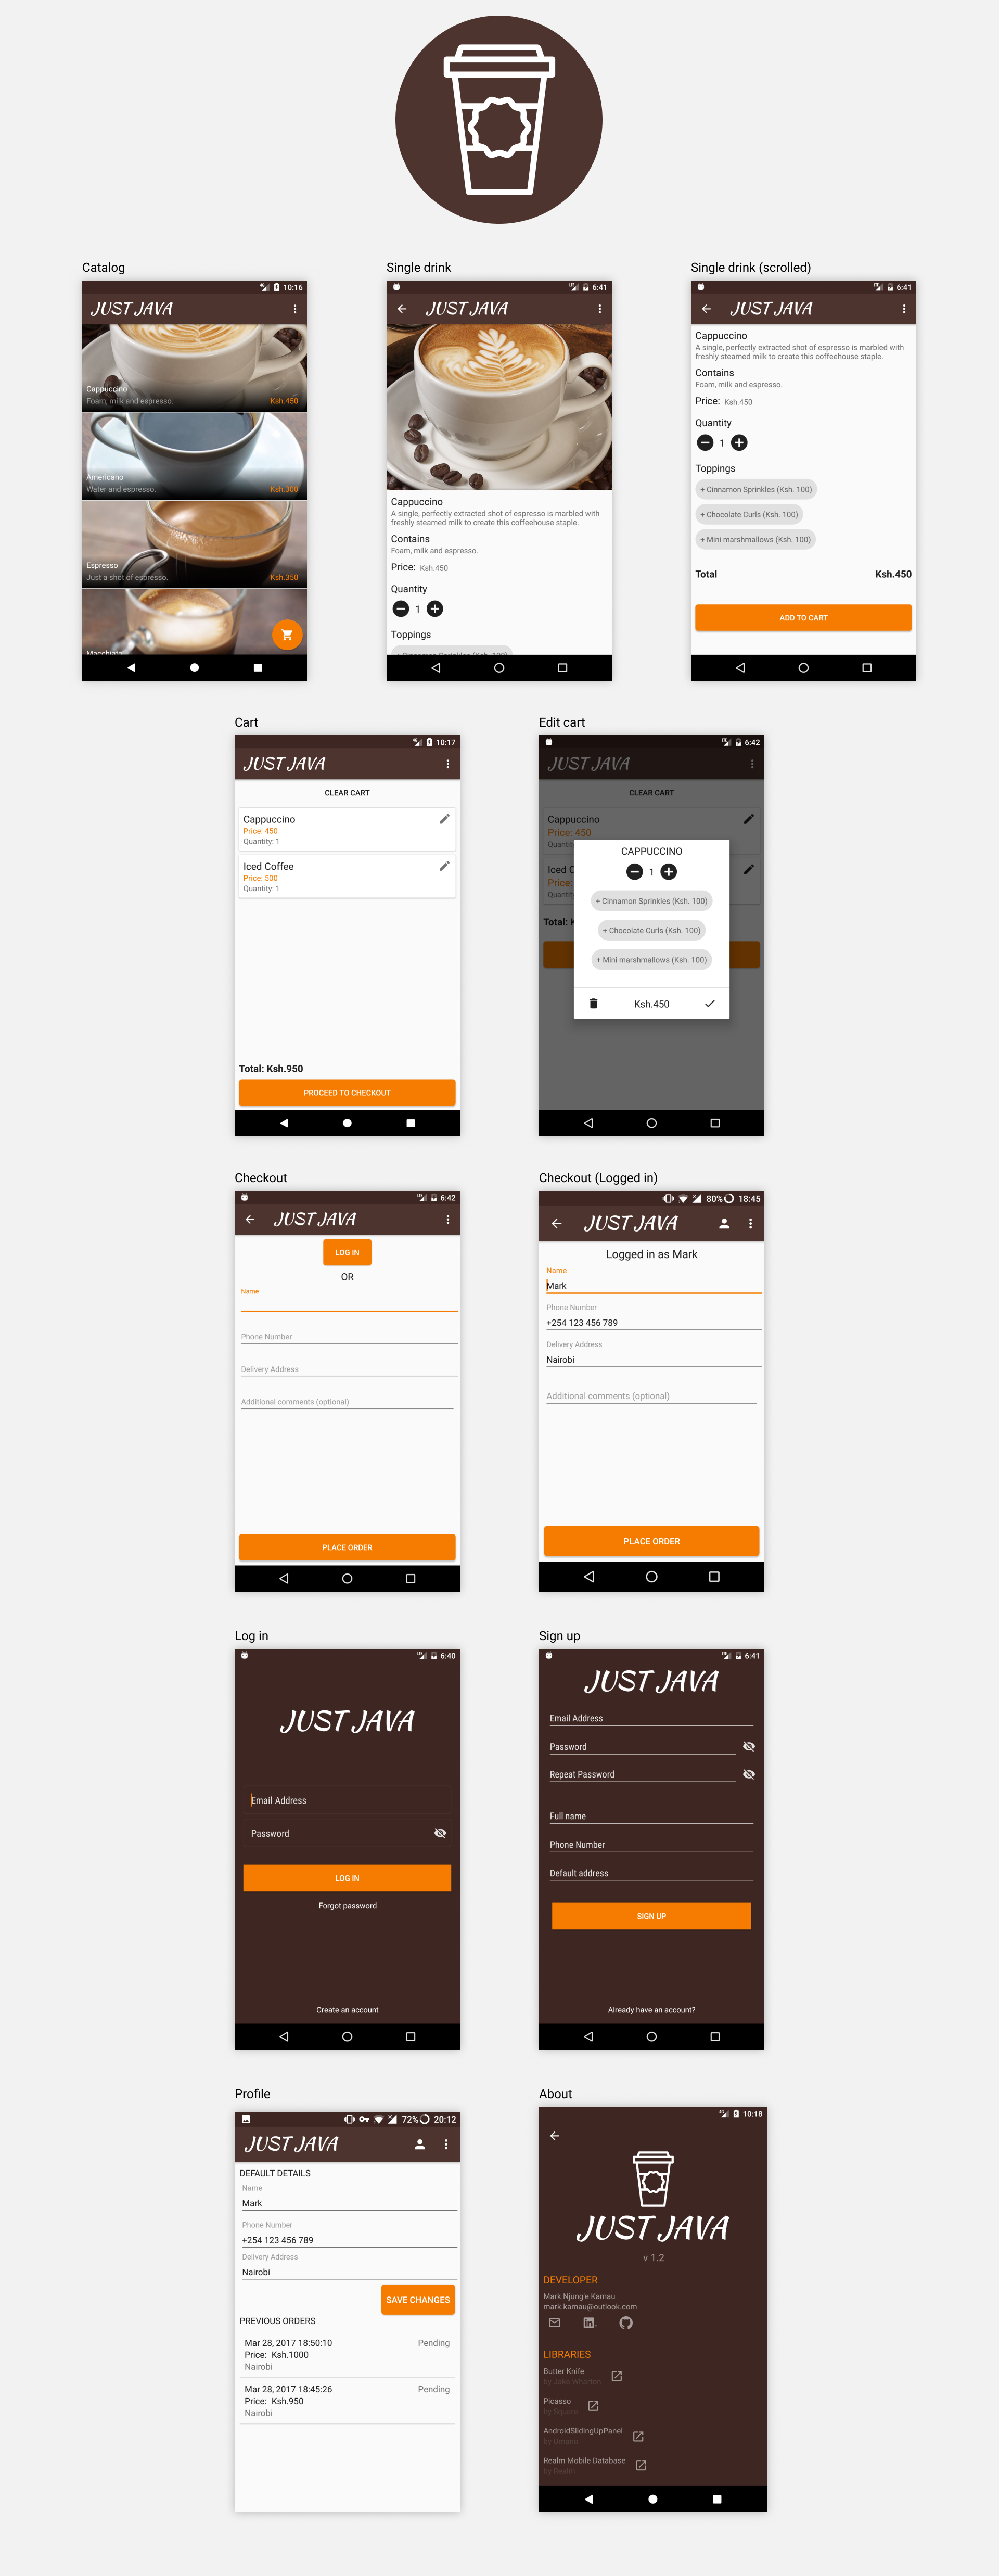 Catalog
10:16
JUST JAVA
Cappuccino
Foam, milk and espresso.
Ksh.450
Americano
Water and espresso.
Ksh.300
Espresso
Just a shot of espresso.
Ksh.350
Macchiato
Single drink
6:41
JUST JAVA
Cappuccino
A single, perfectly extracted shot of espresso is marbled with
freshly steamed milk to create this coffeehouse staple.
Contains
Foam, milk and espresso.
Price: Ksh.450
Quantity
1
Toppings
+ Cinnamon Sprinkles (Ksh. 100)
Single drink (scrolled)
6:41
JUST JAVA
Cappuccino
A single, perfectly extracted shot of espresso is marbled with
freshly steamed milk to create this coffeehouse staple.
Contains
Foam, milk and espresso.
Price: Ksh.450
Quantity
1
Toppings
+ Cinnamon Sprinkles (Ksh. 100)
+ Chocolate Curls (Ksh. 100)
+ Mini marshmallows (Ksh. 100)
Total Ksh.450
ADD TO CART
Cart
10:17
JUST JAVA
CLEAR CART
Cappuccino
Price: 450
Quantity: 1
Iced Coffee
Price: 500
Quantity: 1
Total: Ksh.950
PROCEED TO CHECKOUT
Edit cart
6:42
JUST JAVA
CLEAR CART
Cappuccino
Price: 450
Quantit
Iced C
Price:
Quanti
Total: K
CAPPUCCINO
1
+ Cinnamon Sprinkles (Ksh. 100)
+ Chocolate Curls (Ksh. 100)
+ Mini marshmallows (Ksh. 100)
Ksh.450
Checkout
6:42
JUST JAVA
LOG IN
OR
Name
Phone Number
Delivery Address
Additional comments (optional)
PLACE ORDER
Checkout (Logged in)
80% 18:45
JUST JAVA
Logged in as Mark
Name
Mark
Phone Number
+254 123 456 789
Delivery Address
Nairobi
Additional comments (optional)
PLACE ORDER
Log in
6:40
JUST JAVA
Email Address
Password
LOG IN
Forgot password
Create an account
Sign up
6:41
JUST JAVA
Email Address
Password
Repeat Password
Full name
Phone Number
Default address
SIGN UP
Already have an account?
Profile
72% 20:12
JUST JAVA
DEFAULT DETAILS
Name
Mark
Phone Number
+254 123 456 789
Delivery Address
Nairobi
SAVE CHANGES
PREVIOUS ORDERS
Mar 28, 2017 18:50:10 Pending
Price: Ksh.1000
Nairobi
Mar 28, 2017 18:45:26 Pending
Price: Ksh.950
Nairobi
About
10:18
JUST JAVA
v 1.2
DEVELOPER
Mark Njung'e Kamau
mark.kamau@outlook.com
LIBRARIES
Butter Knife
by Jake Wharton
Picasso
by Square
AndroidSlidingUpPanel
by Umano
Realm Mobile Database
by Realm